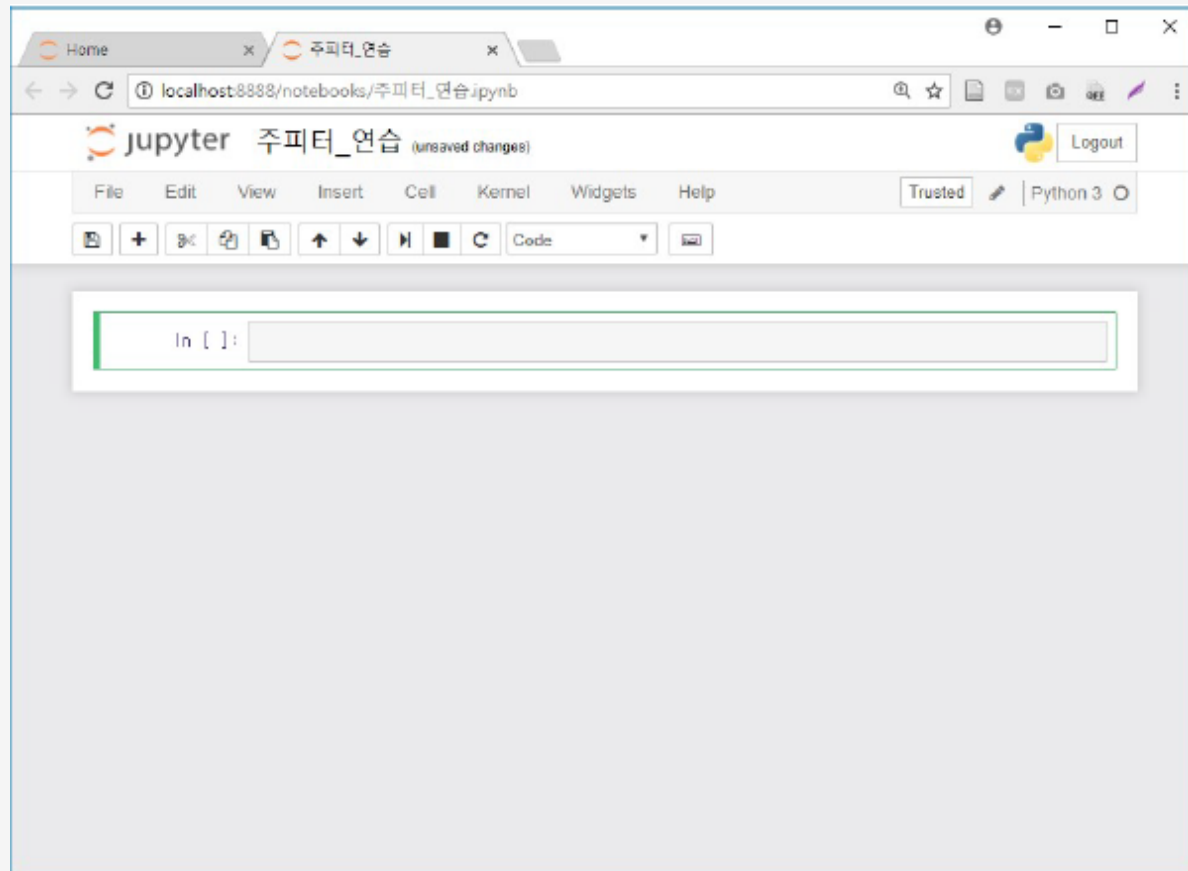 Home
주피터_연습
localhost:8888/notebooks/주피터_연습.ipynb
jupyter 주피터_연습 (unsaved changes)
Logout
File Edit View Insert Cell Kernel Widgets Help
Trusted
Python 3
Code
In [ ]: